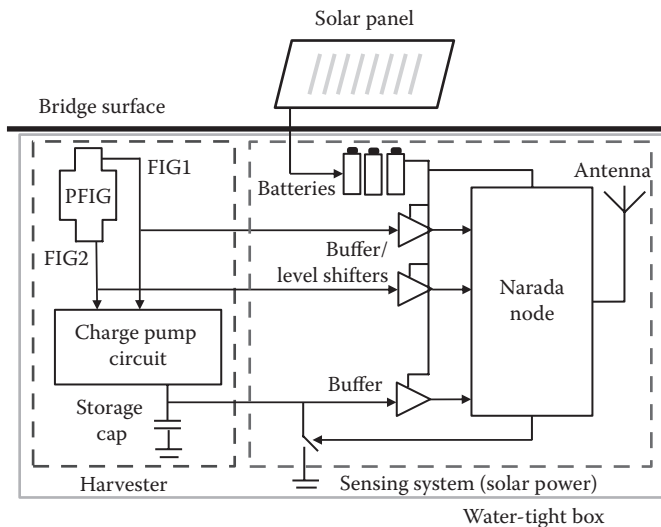 Solar panel
Bridge surface
FIG1
PFIG
FIG2
Batteries
Antenna
Buffer/
level shifters
Narada
node
Charge pump
circuit
Buffer
Storage
cap
Harvester
Sensing system (solar power)
Water-tight box